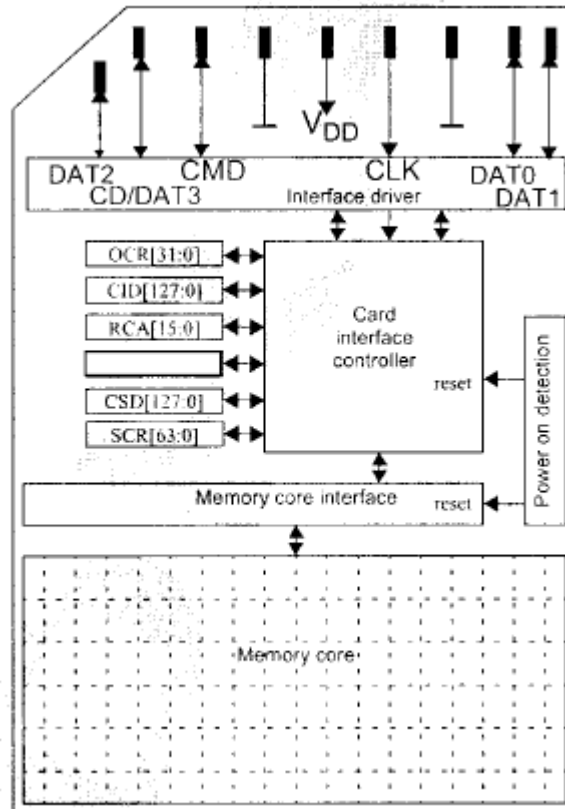 VDD
DAT2
CMD
CLK
DAT0
CD/DAT3
Interface driver
DAT1
OCR[31:0]
CID[127:0]
RCA[15:0]
CSD[127:0]
SCR[63:0]
Card
interface
controller
reset
Power on detection
Memory core interface
reset
Memory core